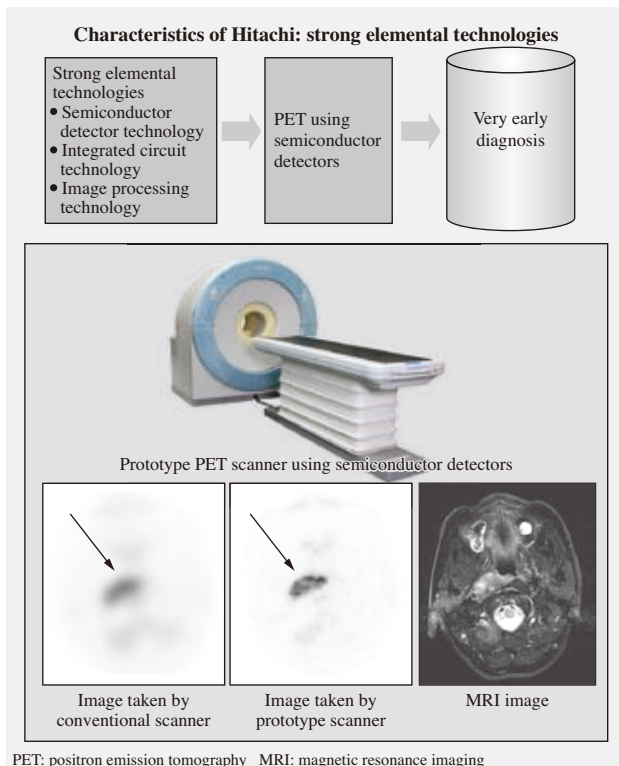 Characteristics of Hitachi: strong elemental technologies
Strong elemental
technologies
• Semiconductor
detector technology
• Integrated circuit
technology
• Image processing
technology
PET using
semiconductor
detectors
Very early
diagnosis
Prototype PET scanner using semiconductor detectors
Image taken by
conventional scanner
Image taken by
prototype scanner
MRI image
PET: positron emission tomography MRI: magnetic resonance imaging